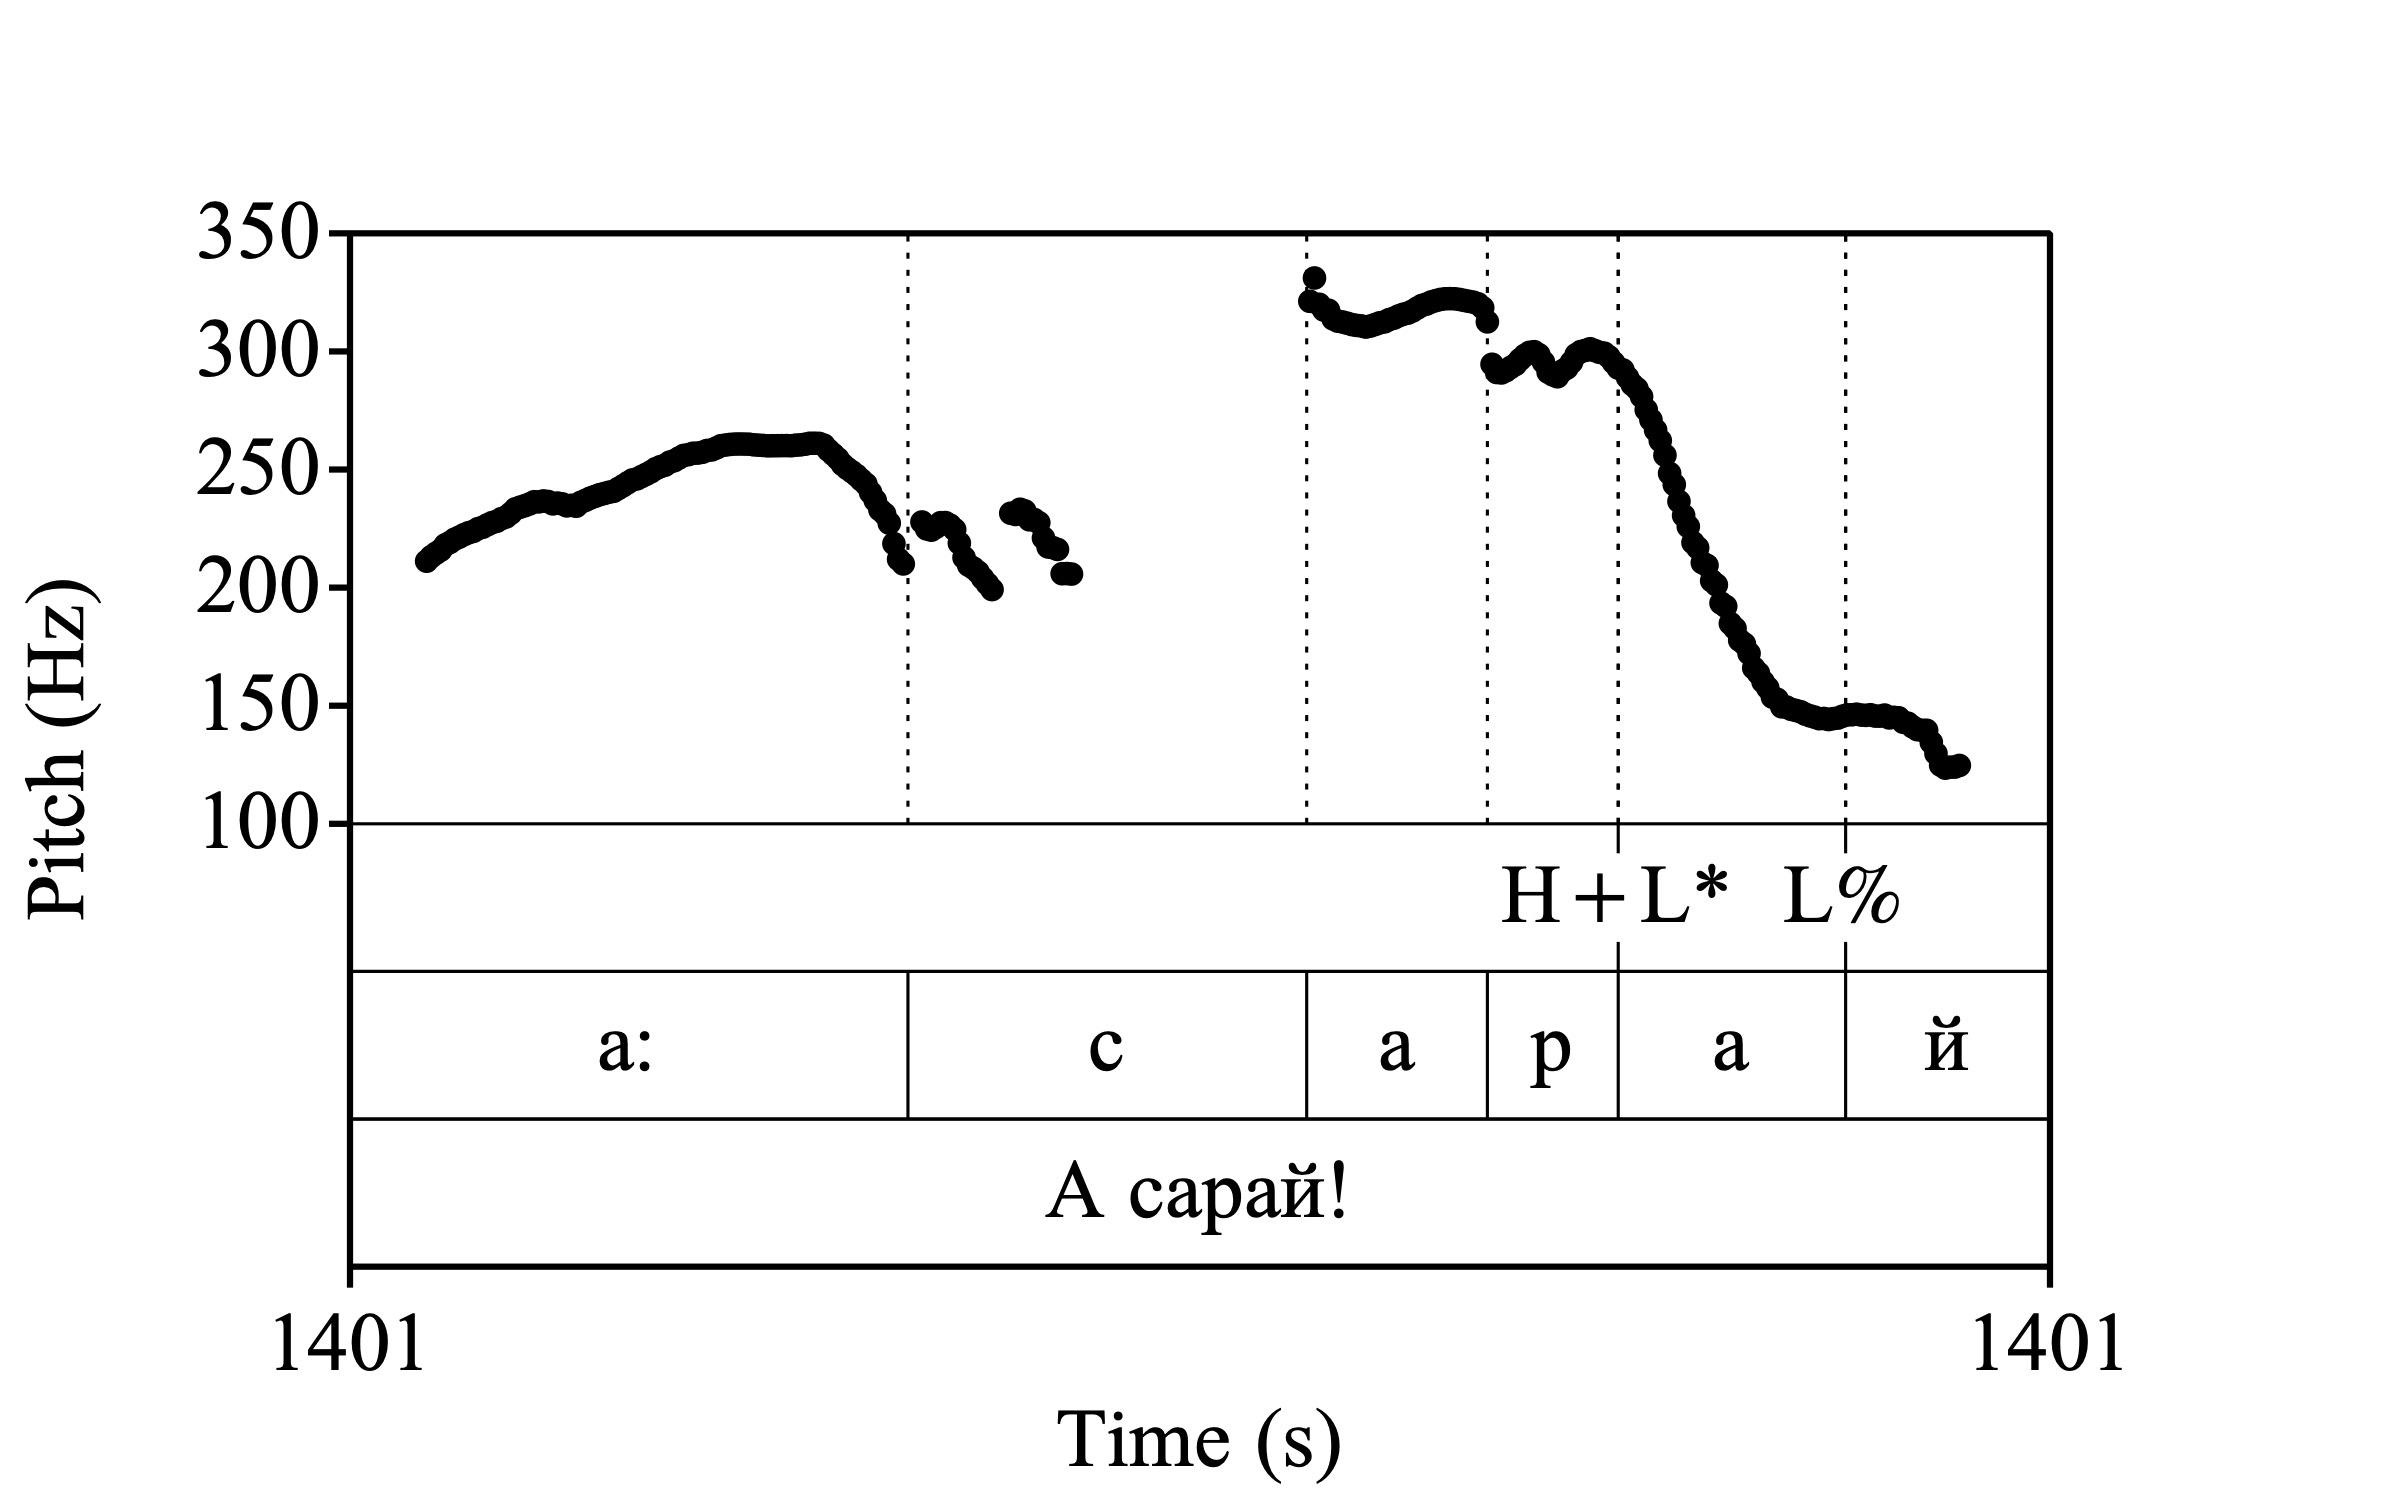 350
300
250
200
150
100
Pitch (Hz)
H+L* L%
а: с а р а й
А сарай!
1401 1401
Time (s)